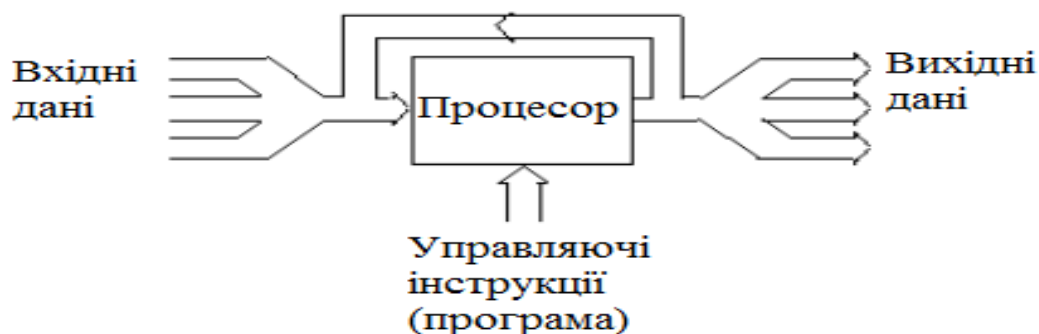 Вхідні
дані
Процесор
Вихідні
дані
Управляючі
інструкції
(програма)